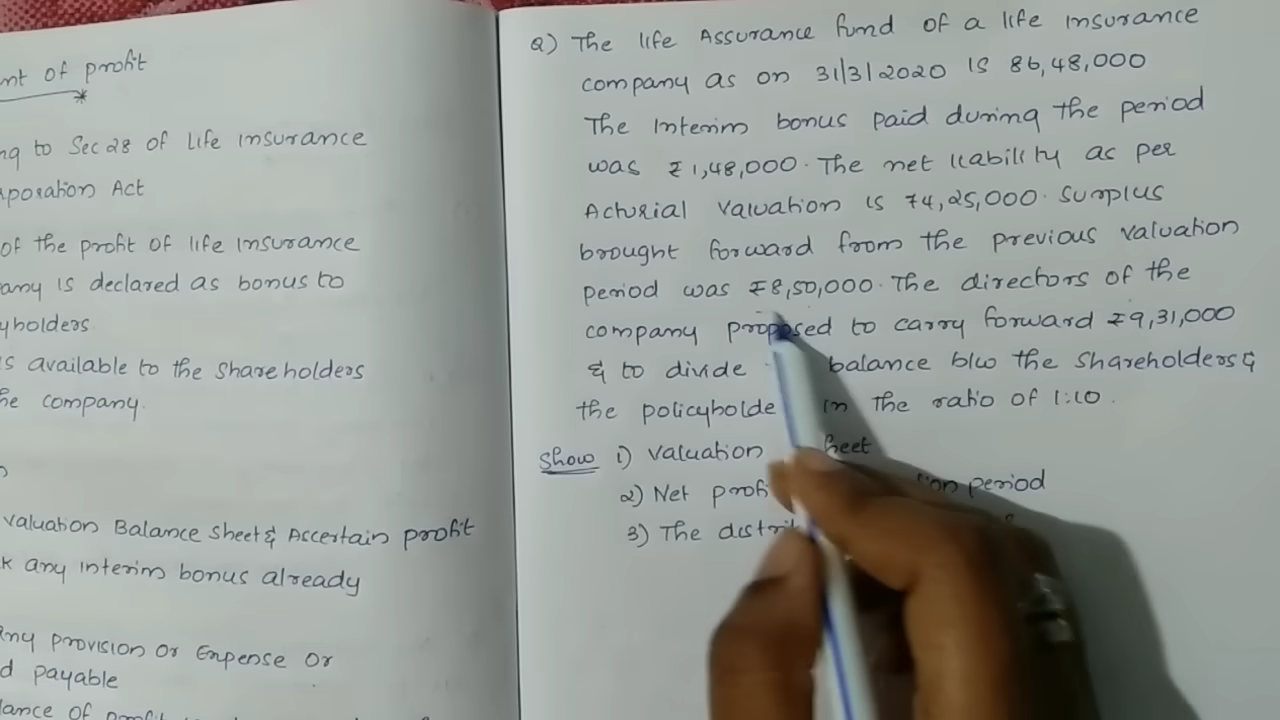 nt of profit
ng to Sec 28 of Life Insurance
poration Act
of the profit of life Insurance
any is declared as bonus to
yholders
s available to the shareholders
he company.
valuation Balance sheet & Ascertain profit
k any interim bonus already
Any provision or Expense or
d payable
lance of
Q) The life Assurance fund of a life insurance
company as on 31/3/2020 is 86,48,000
The Interim bonus paid during the period
was ₹1,48,000. The net liability as per
Acturial valuation is 74,25,000. Surplus
brought forward from the previous valuation
period was ₹8,50,000. The directors of the
company proposed to carry forward ₹9,31,000
& to divide balance b/w the shareholders &
the policyholde in the ratio of 1:10.
Show 1) Valuation heet
2) Net profi ion period
3) The distri